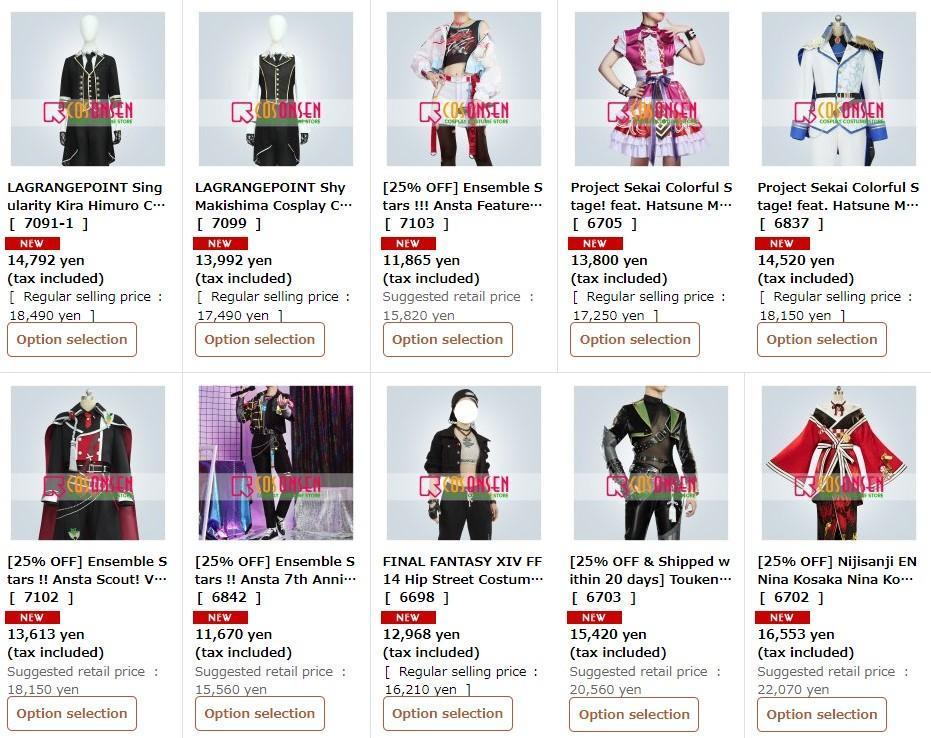 COSONSEN
COSPLAY COSTUME STORE
COSONSEN
COSPLAY COSTUME STORE
COSONSEN
COSPLAY COSTUME STORE
COSONSEN
COSPLAY COSTUME STORE
COSONSEN
COSPLAY COSTUME STORE
LAGRANGEPOINT Sing
ularity Kira Himuro C…
[ 7091-1 ]
NEW
14,792 yen
(tax included)
[ Regular selling price :
18,490 yen ]
Option selection
LAGRANGEPOINT Shy
Makishima Cosplay C…
[ 7099 ]
NEW
13,992 yen
(tax included)
[ Regular selling price :
17,490 yen ]
Option selection
[25% OFF] Ensemble S
tars !!! Ansta Feature…
[ 7103 ]
NEW
11,865 yen
(tax included)
Suggested retail price :
15,820 yen
Option selection
Project Sekai Colorful S
tage! feat. Hatsune M…
[ 6705 ]
NEW
13,800 yen
(tax included)
[ Regular selling price :
17,250 yen ]
Option selection
Project Sekai Colorful S
tage! feat. Hatsune M…
[ 6837 ]
NEW
14,520 yen
(tax included)
[ Regular selling price :
18,150 yen ]
Option selection
COSONSEN
COSPLAY COSTUME STORE
COSONSEN
COSPLAY COSTUME STORE
COSONSEN
COSPLAY COSTUME STORE
COSONSEN
COSPLAY COSTUME STORE
COSONSEN
COSPLAY COSTUME STORE
[25% OFF] Ensemble S
tars !! Ansta Scout! V…
[ 7102 ]
NEW
13,613 yen
(tax included)
Suggested retail price :
18,150 yen
Option selection
[25% OFF] Ensemble S
tars !! Ansta 7th Anni…
[ 6842 ]
NEW
11,670 yen
(tax included)
Suggested retail price :
15,560 yen
Option selection
FINAL FANTASY XIV FF
14 Hip Street Costum…
[ 6698 ]
NEW
12,968 yen
(tax included)
[ Regular selling price :
16,210 yen ]
Option selection
[25% OFF & Shipped w
ithin 20 days] Touken…
[ 6703 ]
NEW
15,420 yen
(tax included)
Suggested retail price :
20,560 yen
Option selection
[25% OFF] Nijisanji EN
Nina Kosaka Nina Ko…
[ 6702 ]
NEW
16,553 yen
(tax included)
Suggested retail price :
22,070 yen
Option selection